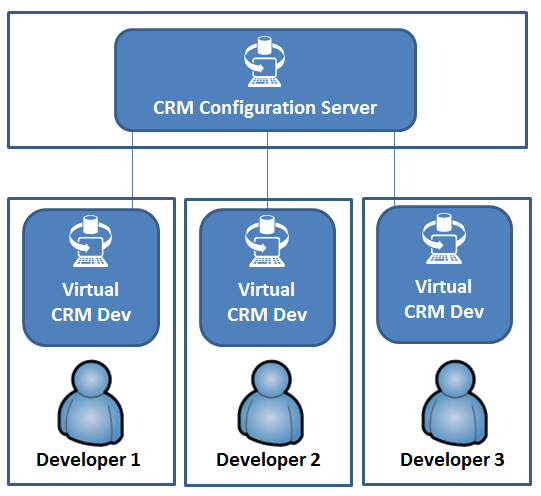 CRM Configuration Server
Virtual
CRM Dev
Virtual
CRM Dev
Virtual
CRM Dev
Developer 1
Developer 2
Developer 3